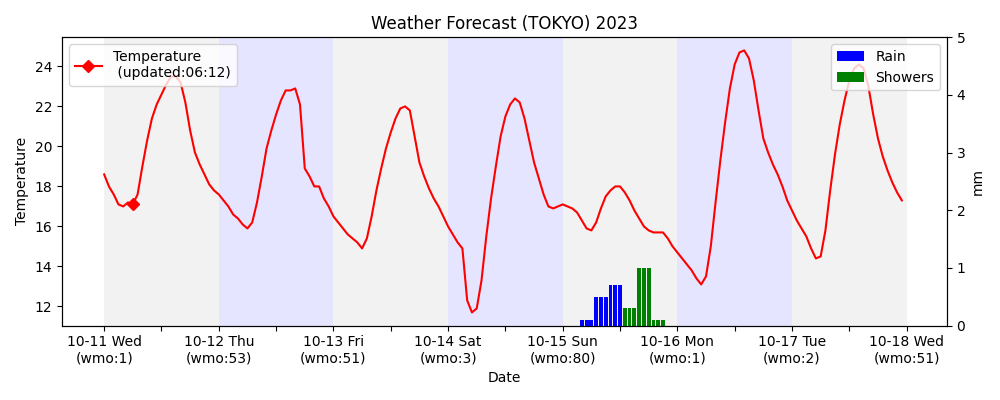 Weather Forecast (TOKYO) 2023
Temperature
(updated:06:12)
Rain
Showers
Temperature
24
22
20
18
16
14
12
5
4
3
2
1
0
mm
10-11 Wed
(wmo:1)
10-12 Thu
(wmo:53)
10-13 Fri
(wmo:51)
10-14 Sat
(wmo:3)
10-15 Sun
(wmo:80)
10-16 Mon
(wmo:1)
10-17 Tue
(wmo:2)
10-18 Wed
(wmo:51)
Date